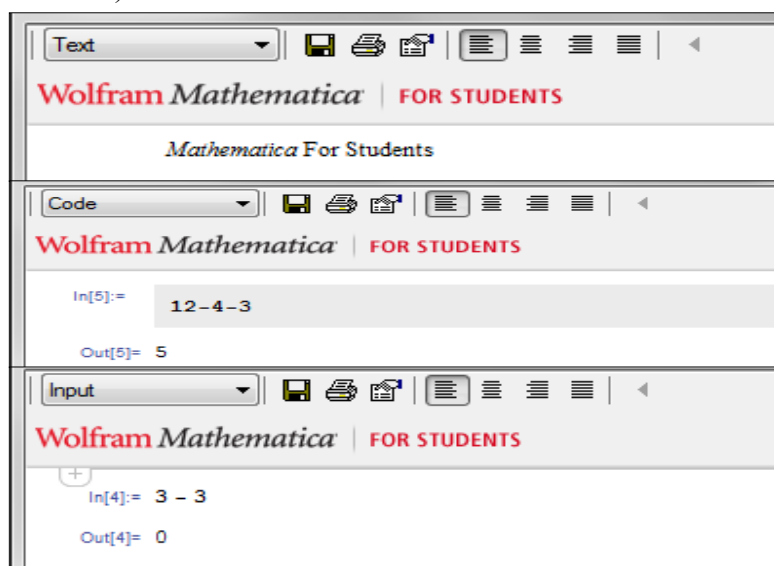 Text
Wolfram Mathematica | FOR STUDENTS
Mathematica For Students
Code
Wolfram Mathematica | FOR STUDENTS
In[5]:= 12-4-3
Out[5]= 5
Input
Wolfram Mathematica | FOR STUDENTS
In[4]:= 3 - 3
Out[4]= 0